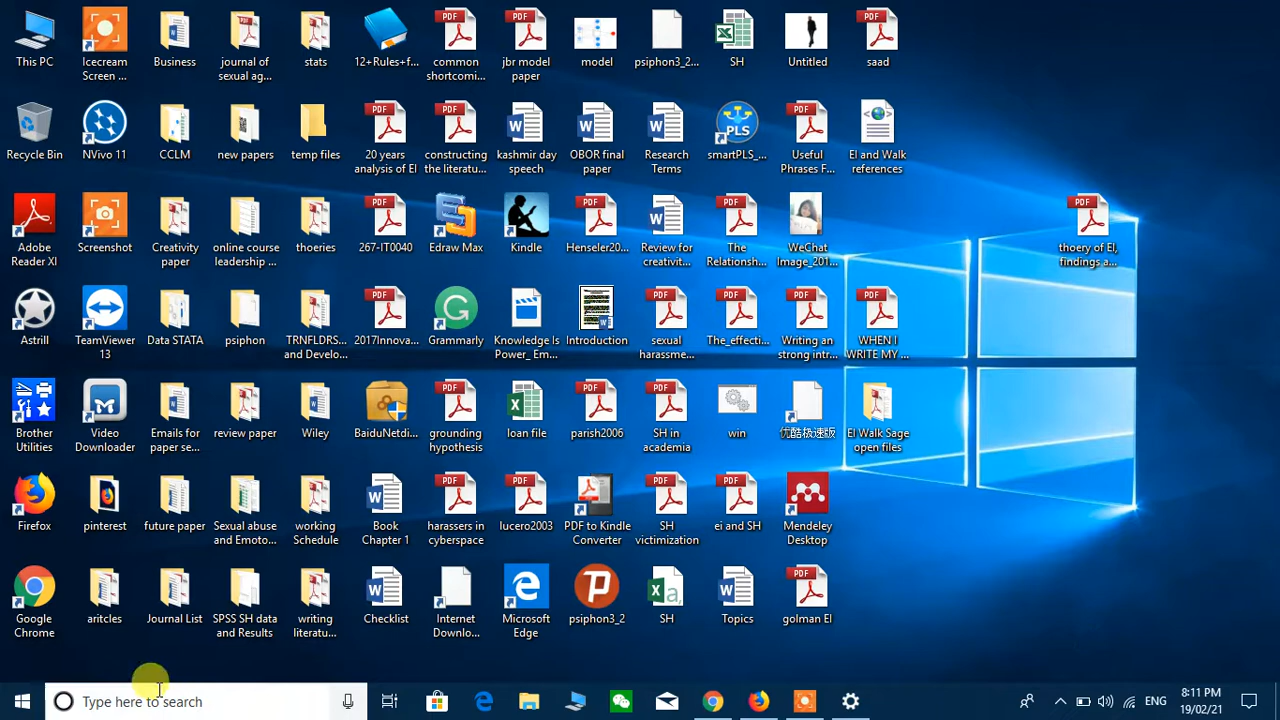 This PC
Icecream
Screen ...
Business
journal of
sexual ag...
stats
12+Rules+f...
common
shortcomi...
jbr model
paper
model
psiphon3_2...
SH
Untitled
saad
Recycle Bin
NVivo 11
CCLM
new papers
temp files
20 years
analysis of EI
constructing
the literatu...
kashmir day
speech
OBOR final
paper
Research
Terms
smartPLS_...
Useful
Phrases F...
EI and Walk
references
Adobe
Reader XI
Screenshot
Creativity
paper
online course
leadership ...
thoeries
267-IT0040
Edraw Max
Kindle
Henseler20...
Review for
creativit...
The
Relationsh...
WeChat
Image_201...
thoery of EI,
findings a...
Astrill
TeamViewer
13
Data STATA
psiphon
TRNFLDRS...
and Develo...
2017Innova...
Grammarly
Knowledge Is
Power_ Em...
Introduction
sexual
harassme...
The_effecti...
Writing an
strong intr...
WHEN I
WRITE MY ...
Brother
Utilities
Video
Downloader
Emails for
paper se...
review paper
Wiley
BaiduNetdi...
grounding
hypothesis
loan file
parish2006
SH in
academia
win
优酷极速版
EI Walk Sage
open files
Firefox
pinterest
future paper
Sexual abuse
and Emoto...
working
Schedule
Book
Chapter 1
harassers in
cyberspace
lucero2003
PDF to Kindle
Converter
SH
victimization
ei and SH
Mendeley
Desktop
Google
Chrome
aritcles
Journal List
SPSS SH data
and Results
writing
literatu...
Checklist
Internet
Downlo...
Microsoft
Edge
psiphon3_2
SH
Topics
golman EI
Type here to search
ENG
8:11 PM
19/02/21